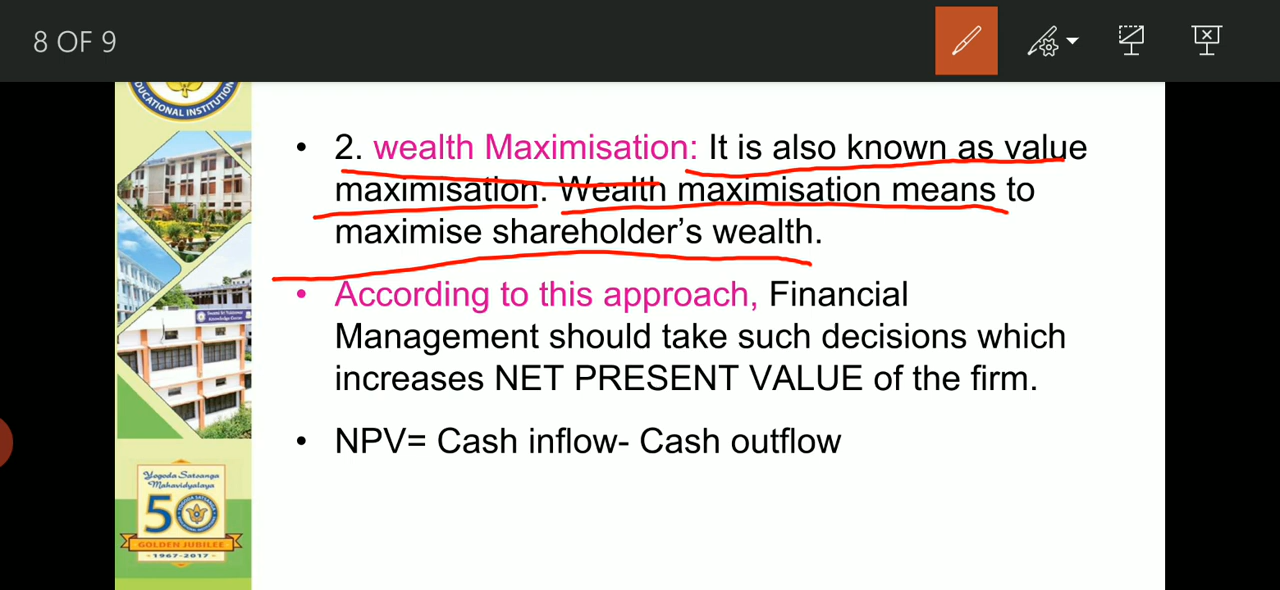 8 OF 9
DUCATIONAL INSTITUTION
• 2. wealth Maximisation: It is also known as value
maximisation. Wealth maximisation means to
maximise shareholder’s wealth.
• According to this approach, Financial
Management should take such decisions which
increases NET PRESENT VALUE of the firm.
• NPV= Cash inflow- Cash outflow
Yogoda Satsanga
Mahavidyalaya
50
GOLDEN JUBILEE
-1967-2017-